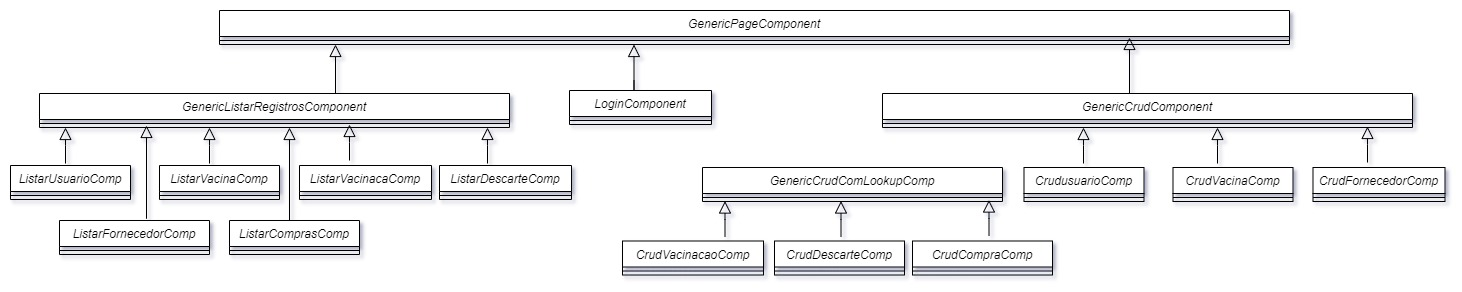 GenericPageComponent
GenericListarRegistrosComponent
LoginComponent
GenericCrudComponent
ListarUsuarioComp
ListarVacinaComp
ListarVacinacaComp
ListarDescarteComp
GenericCrudComLookupComp
CrudusuarioComp
CrudVacinaComp
CrudFornecedorComp
ListarFornecedorComp
ListarComprasComp
CrudVacinacaoComp
CrudDescarteComp
CrudCompraComp